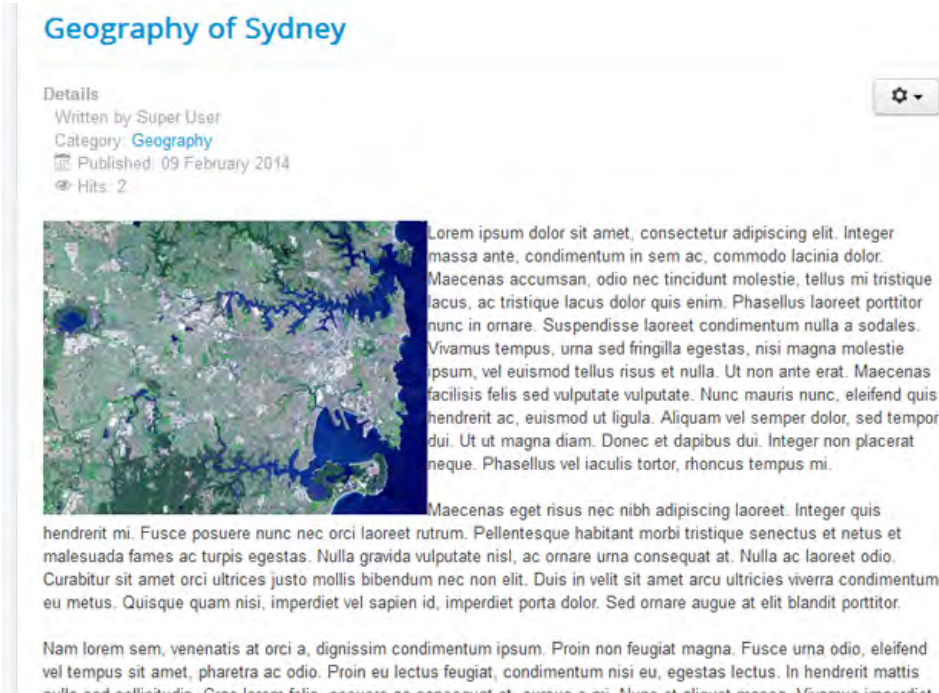 Geography of Sydney
Details
Written by Super User
Category: Geography
Published: 09 February 2014
Hits: 2
Lorem ipsum dolor sit amet, consectetur adipiscing elit. Integer
massa ante, condimentum in sem ac, commodo lacinia dolor.
Maecenas accumsan, odio nec tincidunt molestie, tellus mi tristique
lacus, ac tristique lacus dolor quis enim. Phasellus laoreet porttitor
nunc in ornare. Suspendisse laoreet condimentum nulla a sodales.
Vivamus tempus, urna sed fringilla egestas, nisi magna molestie
ipsum, vel euismod tellus risus et nulla. Ut non ante erat. Maecenas
facilisis felis sed vulputate vulputate. Nunc mauris nunc, eleifend quis
hendrerit ac, euismod ut ligula. Aliquam vel semper dolor, sed tempor
dui. Ut ut magna diam. Donec et dapibus dui. Integer non placerat
neque. Phasellus vel iaculis tortor, rhoncus tempus mi.
Maecenas eget risus nec nibh adipiscing laoreet. Integer quis
hendrerit mi. Fusce posuere nunc nec orci laoreet rutrum. Pellentesque habitant morbi tristique senectus et netus et
malesuada fames ac turpis egestas. Nulla gravida vulputate nisl, ac ornare urna consequat at. Nulla ac laoreet odio.
Curabitur sit amet orci ultrices justo mollis bibendum nec non elit. Duis in velit sit amet arcu ultricies viverra condimentum
eu metus. Quisque quam nisi, imperdiet vel sapien id, imperdiet porta dolor. Sed ornare augue at elit blandit porttitor.
Nam lorem sem, venenatis at orci a, dignissim condimentum ipsum. Proin non feugiat magna. Fusce urna odio, eleifend
vel tempus sit amet, pharetra ac odio. Proin eu lectus feugiat, condimentum nisi eu, egestas lectus. In hendrerit mattis